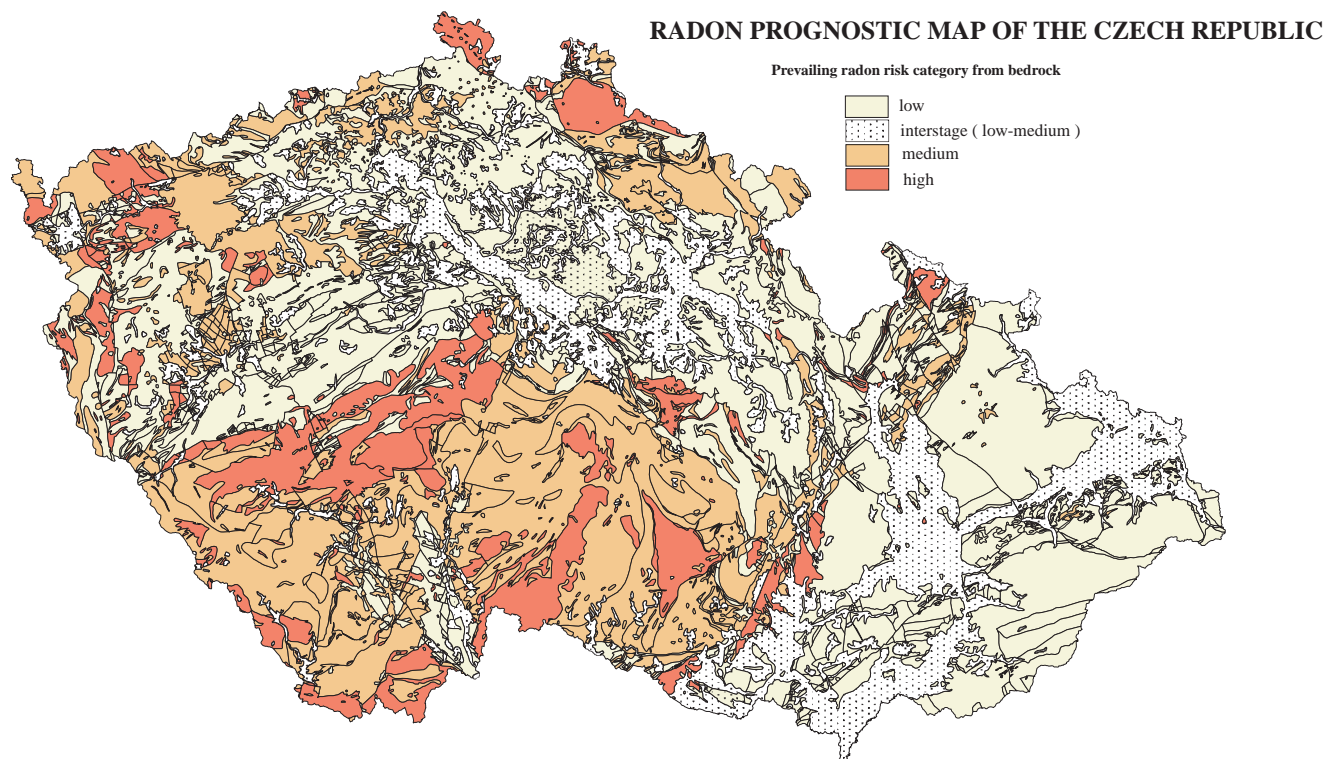 RADON PROGNOSTIC MAP OF THE CZECH REPUBLIC
Prevailing radon risk category from bedrock
low
interstage ( low-medium )
medium
high